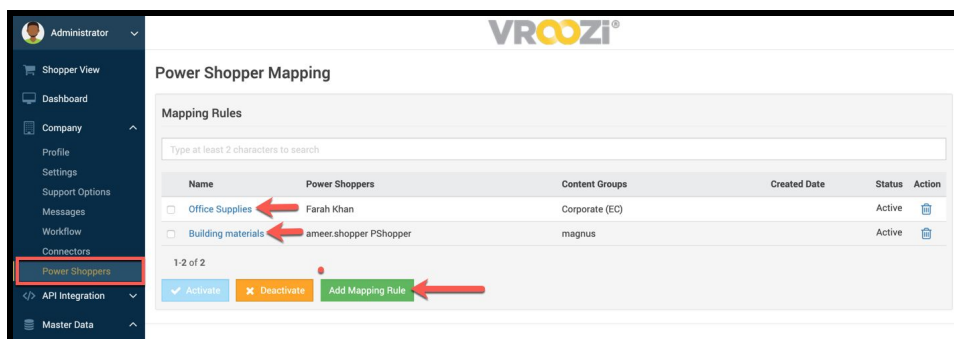 Administrator
VROOZi®
Shopper View
Dashboard
Company
Profile
Settings
Support Options
Messages
Workflow
Connectors
Power Shoppers
API Integration
Master Data
Power Shopper Mapping
Mapping Rules
Type at least 2 characters to search
Name Power Shoppers Content Groups Created Date Status Action
Office Supplies Farah Khan Corporate (EC) Active
Building materials ameer.shopper PShopper magnus Active
1-2 of 2
Activate Deactivate Add Mapping Rule